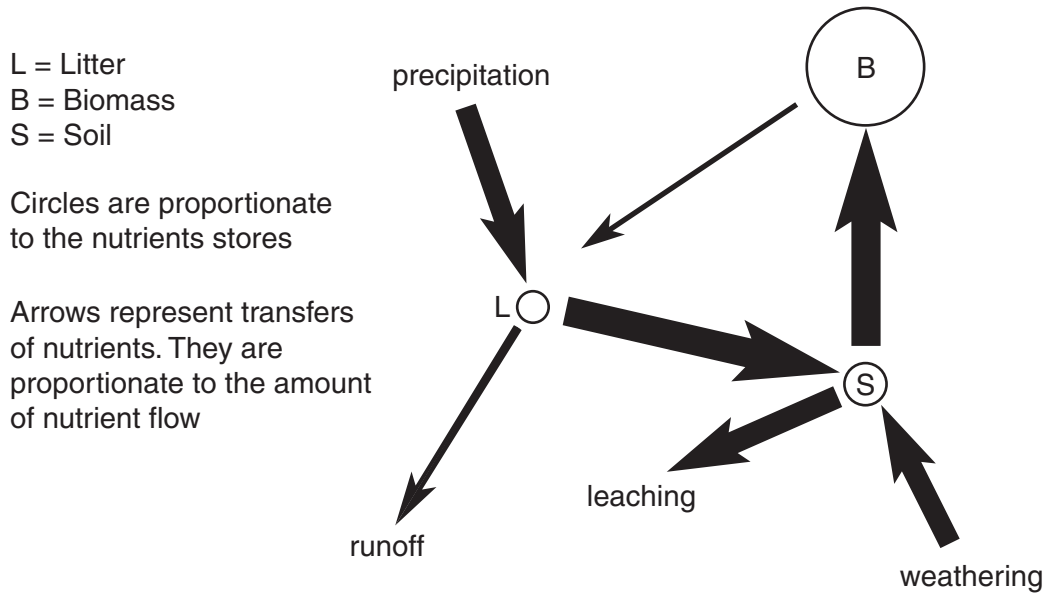 L = Litter
B = Biomass
S = Soil
Circles are proportionate
to the nutrients stores
Arrows represent transfers
of nutrients. They are
proportionate to the amount
of nutrient flow
precipitation
B
L
S
leaching
runoff
weathering